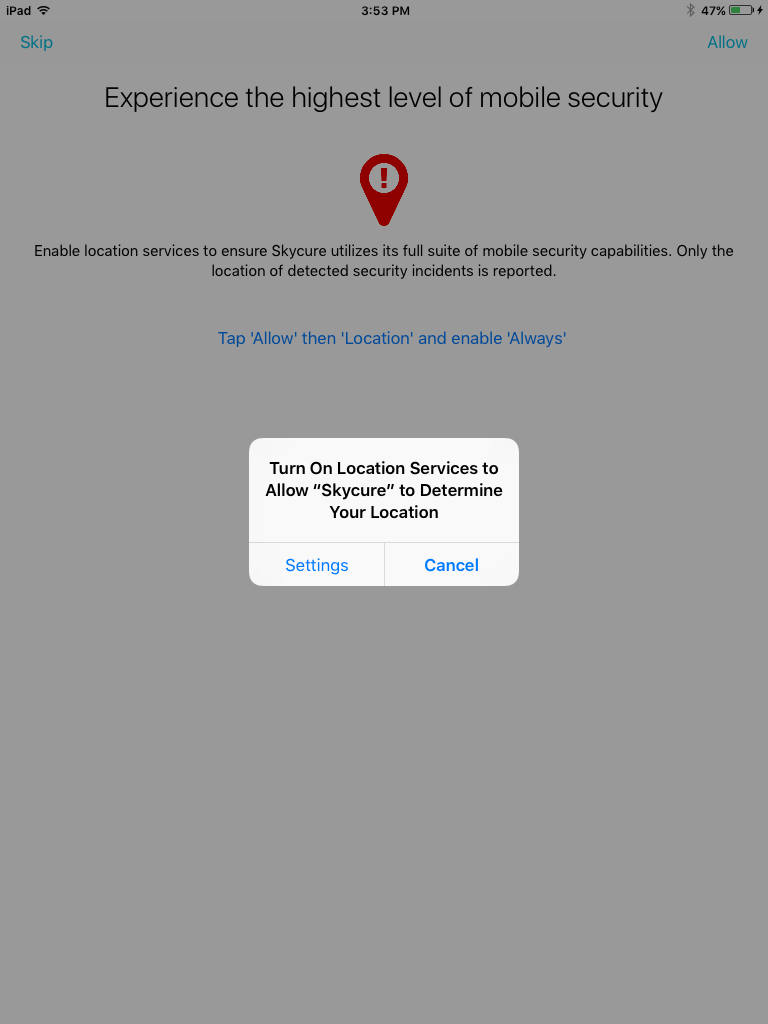 iPad 3:53 PM 47%
Skip Allow
Experience the highest level of mobile security
Enable location services to ensure Skycure utilizes its full suite of mobile security capabilities. Only the
location of detected security incidents is reported.
Tap 'Allow' then 'Location' and enable 'Always'
Turn On Location Services to
Allow “Skycure” to Determine
Your Location
Settings Cancel